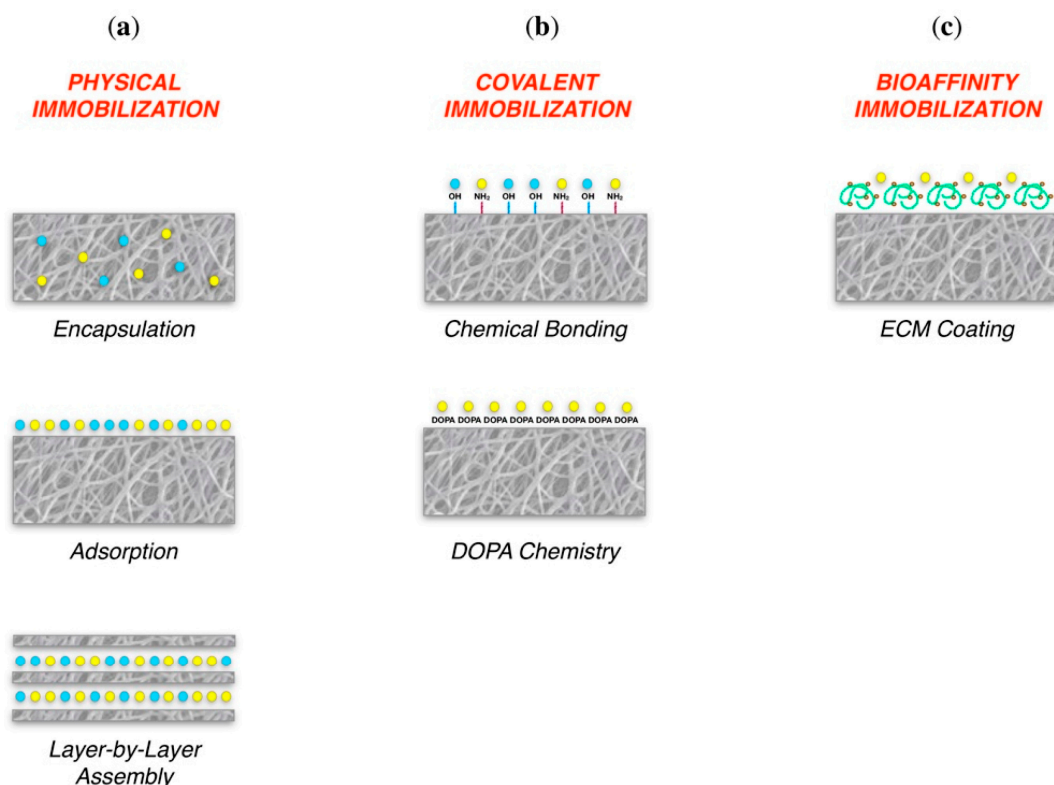 (a)
PHYSICAL
IMMOBILIZATION
Encapsulation
Adsorption
Layer-by-Layer
Assembly
(b)
COVALENT
IMMOBILIZATION
OH NH₂ OH OH NH₂ OH NH₂
Chemical Bonding
DOPA DOPA DOPA DOPA DOPA DOPA DOPA DOPA
DOPA Chemistry
(c)
BIOAFFINITY
IMMOBILIZATION
ECM Coating